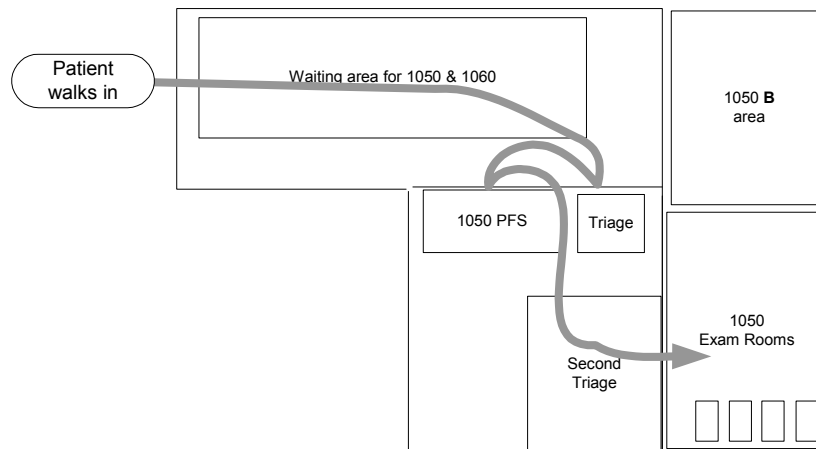 Patient
walks in
Waiting area for 1050 & 1060
1050 B
area
1050 PFS
Triage
1050
Exam Rooms
Second
Triage